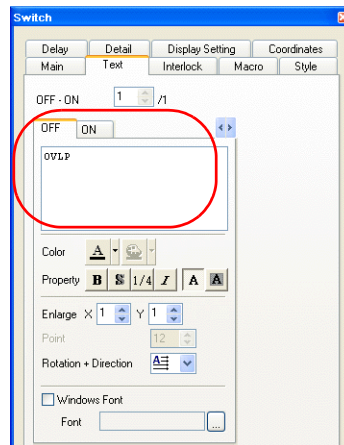 Switch
Delay Detail Display Setting Coordinates
Main Text Interlock Macro Style
OFF - ON 1 /1
OFF ON
OVLP
Color A
Property B S 1/4 I A A
Enlarge X 1 Y 1
Point 12
Rotation + Direction A
Windows Font
Font ...